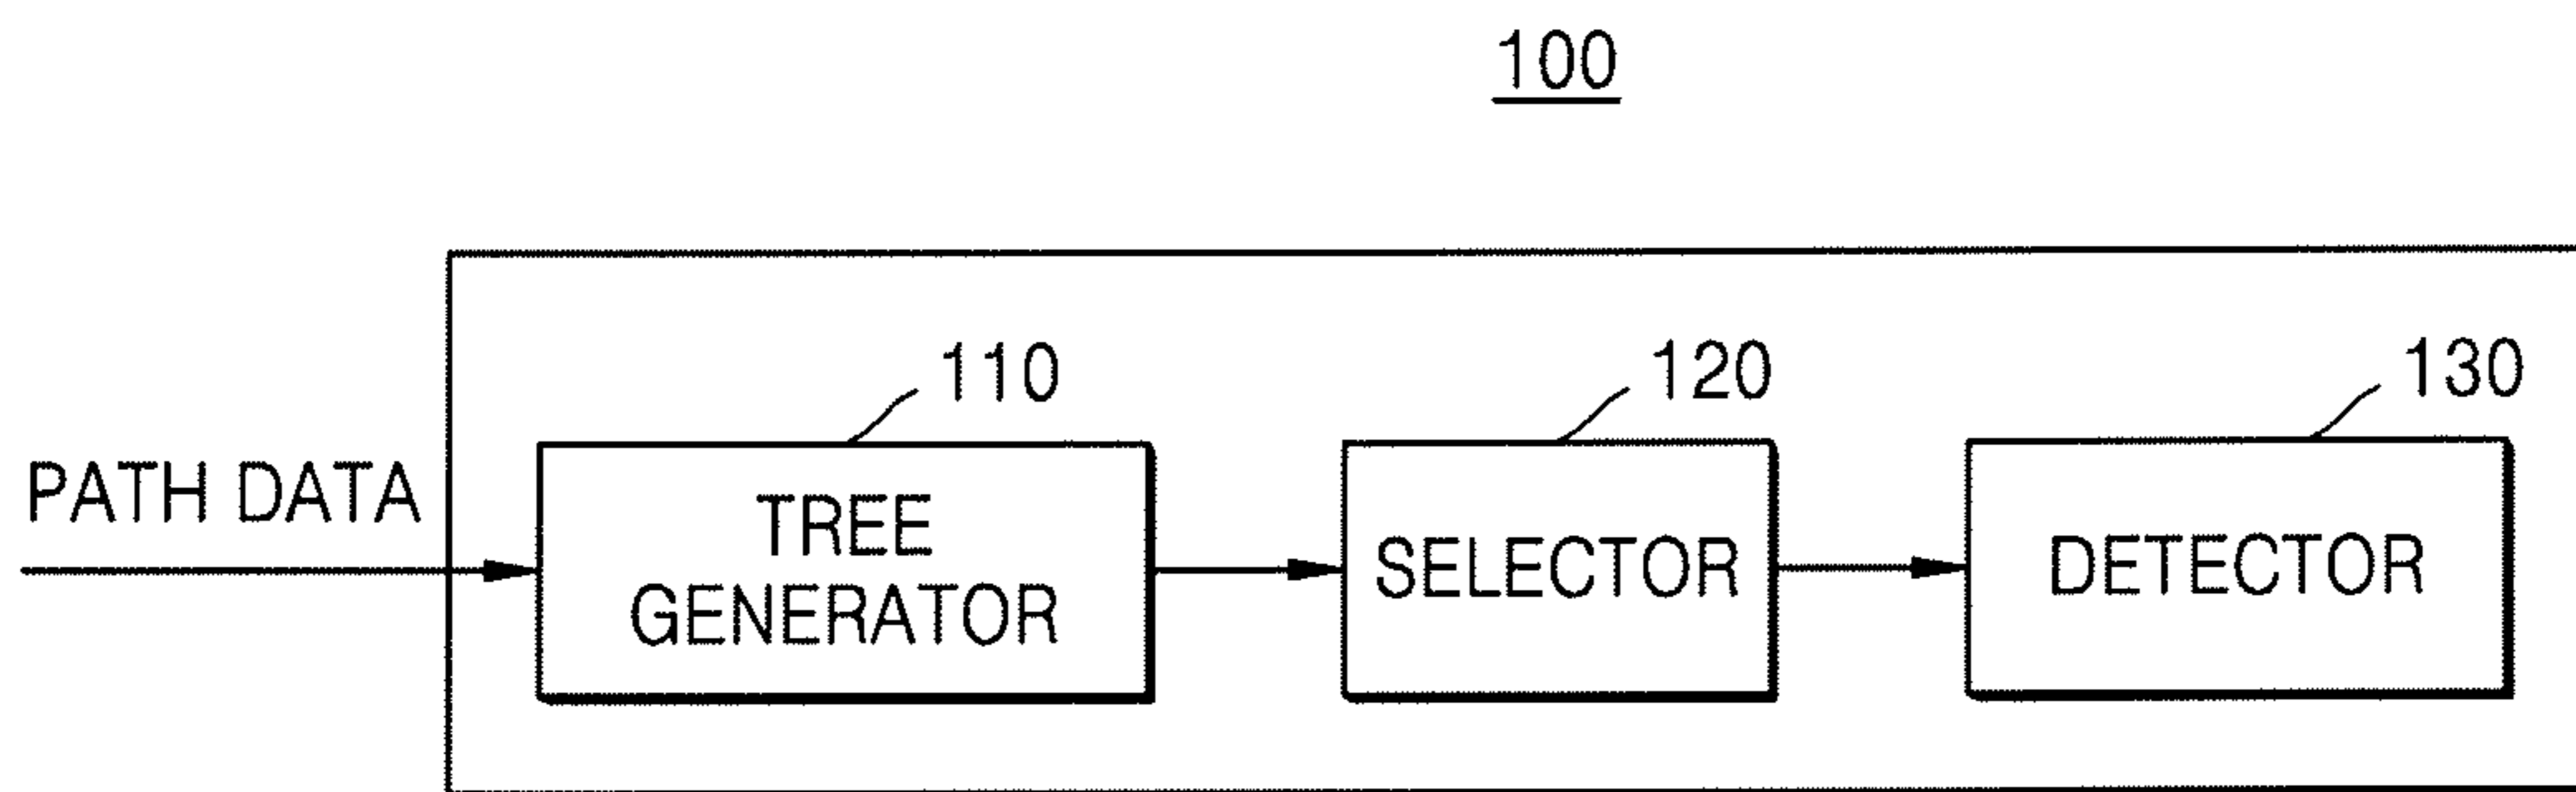 100
110
120
130
PATH DATA
TREE
GENERATOR
SELECTOR
DETECTOR